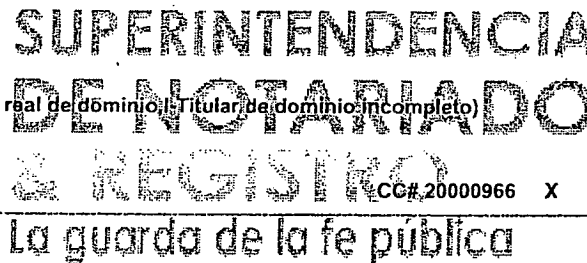 SUPERINTENDENCIA
DE NOTARIADO
real de dominio,I-Titular de dominio incompleto)
& REGISTRO
CC# 20000966 X
La guarda de la fe pública